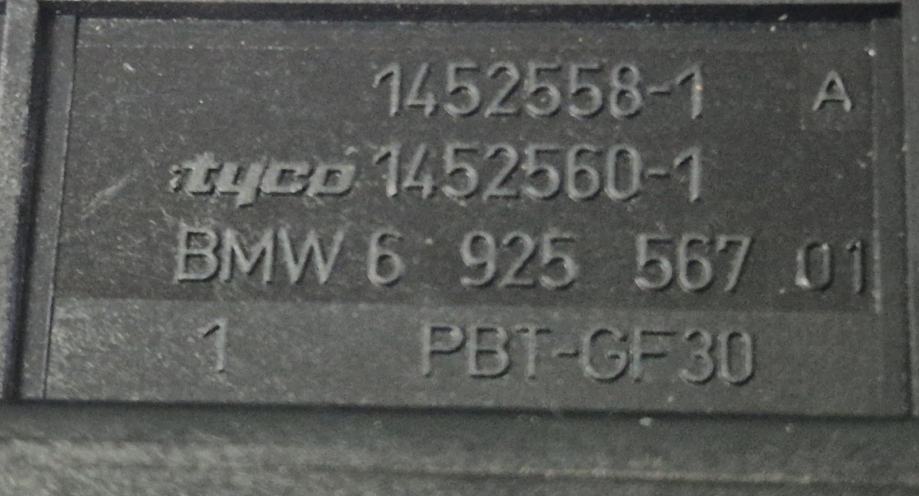 1452558-1 A
tyco 1452560-1
BMW 6 925 567 01
1 PBT-GF30